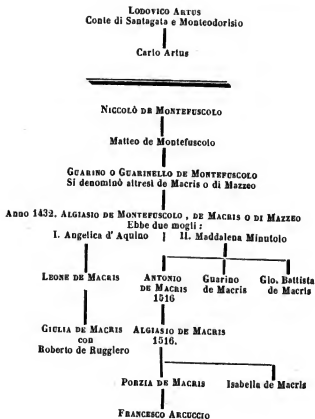 LODOVICO ARTUS
Conte di Santagata e Monteodorisio
Carlo Artus
NICCOLÒ DE MONTEFUSCOLO
Matteo de Montefuscolo
GUARINO O GUARINELLO DE MONTEFUSCOLO
Si denominò altresì de Macris o di Mazzeo
Anno 1432. ALGIASIO DE MONTEFUSCOLO, DE MACRIS O DI MAZZEO
Ebbe due mogli :
I. Angelica d' Aquino II. Maddalena Minutolo
LEONE DE MACRIS ANTONIO Guarino Gio. Battista
DE MACRIS de Macris de Macris
1516
GIULIA DE MACRIS ALGIASIO DE MACRIS
con 1516.
Roberto de Ruggiero
PORZIA DE MACRIS Isabella de Macris
FRANCESCO ARCUCCIO